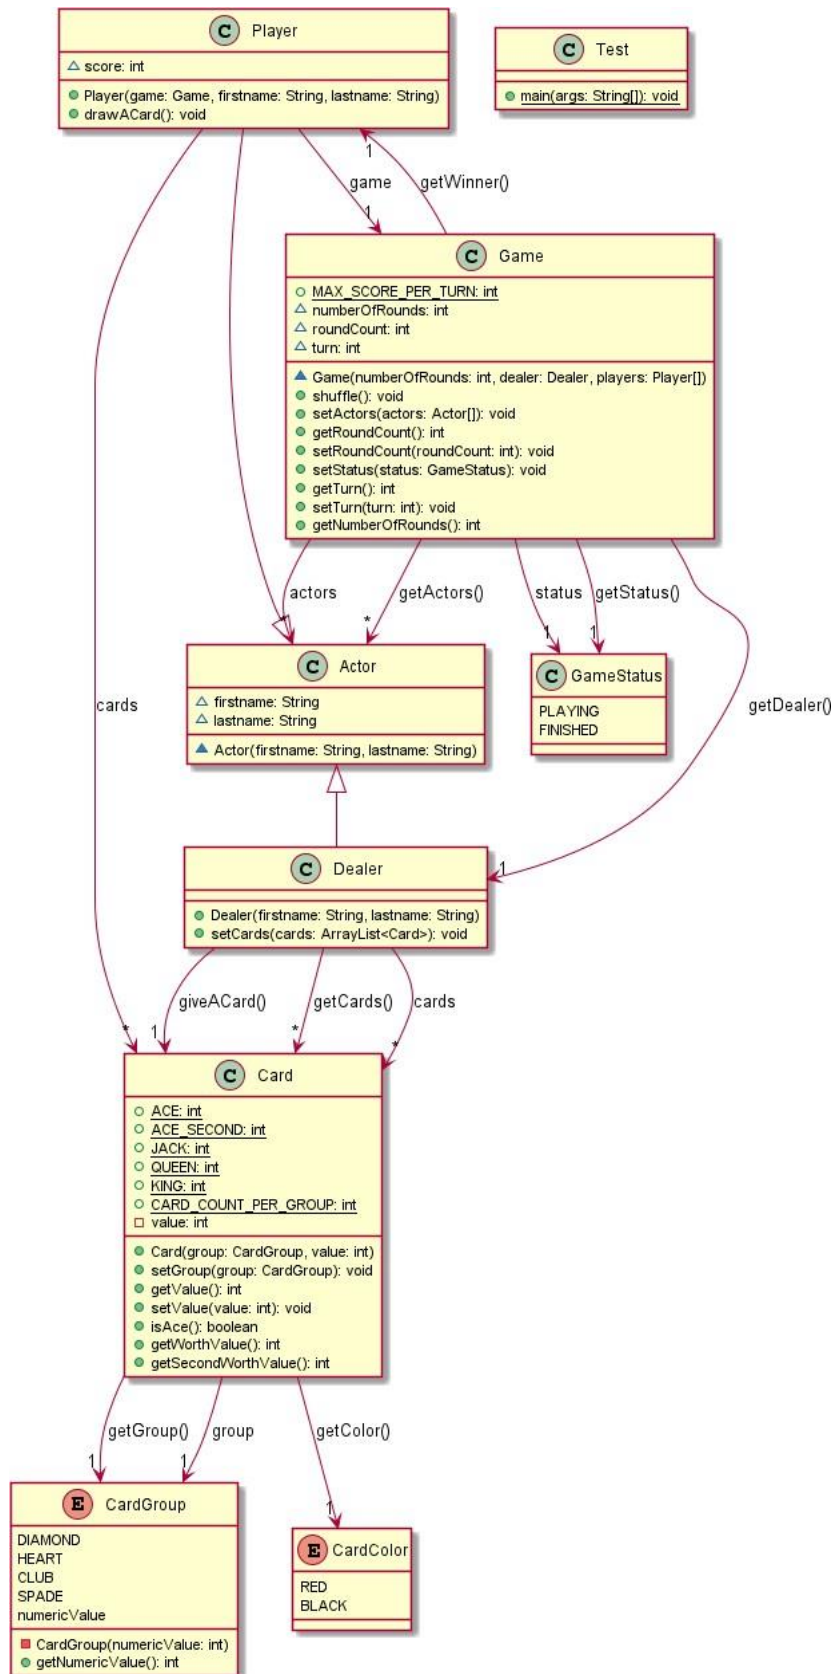 C Player
score: int
Player(game: Game, firstname: String, lastname: String)
drawACard(): void
C Test
main(args: String[]): void
1
getWinner()
game
1
C Game
MAX_SCORE_PER_TURN: int
numberOfRounds: int
roundCount: int
turn: int
Game(numberOfRounds: int, dealer: Dealer, players: Player[])
shuffle(): void
setActors(actors: Actor[]): void
getRoundCount(): int
setRoundCount(roundCount: int): void
setStatus(status: GameStatus): void
getTurn(): int
setTurn(turn: int): void
getNumberOfRounds(): int
actors
*
getActors()
*
status
1
getStatus()
1
getDealer()
1
cards
*
C Actor
firstname: String
lastname: String
Actor(firstname: String, lastname: String)
C GameStatus
PLAYING
FINISHED
C Dealer
Dealer(firstname: String, lastname: String)
setCards(cards: ArrayList<Card>): void
giveACard()
1
getCards()
*
cards
*
C Card
ACE: int
ACE_SECOND: int
JACK: int
QUEEN: int
KING: int
CARD_COUNT_PER_GROUP: int
value: int
Card(group: CardGroup, value: int)
setGroup(group: CardGroup): void
getValue(): int
setValue(value: int): void
isAce(): boolean
getWorthValue(): int
getSecondWorthValue(): int
getGroup()
1
group
1
getColor()
1
E CardGroup
DIAMOND
HEART
CLUB
SPADE
numericValue
CardGroup(numericValue: int)
getNumericValue(): int
E CardColor
RED
BLACK